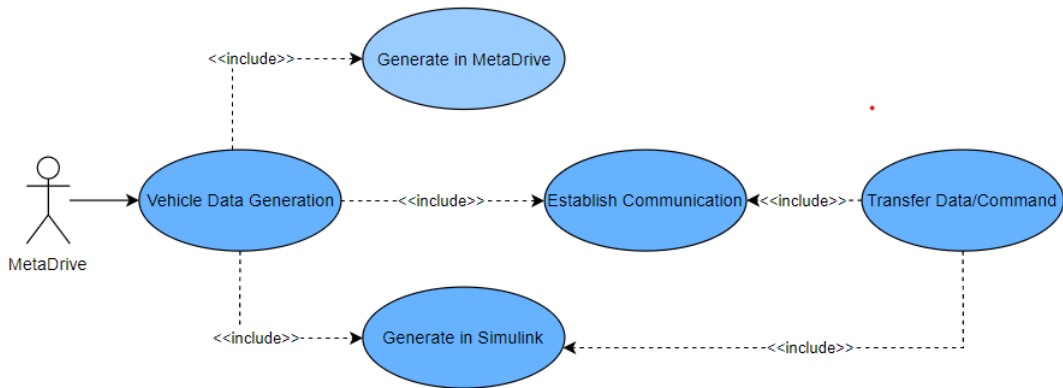 <<include>>
Generate in MetaDrive
MetaDrive
Vehicle Data Generation
<<include>>
Establish Communication
<<include>>
Transfer Data/Command
<<include>>
Generate in Simulink
<<include>>